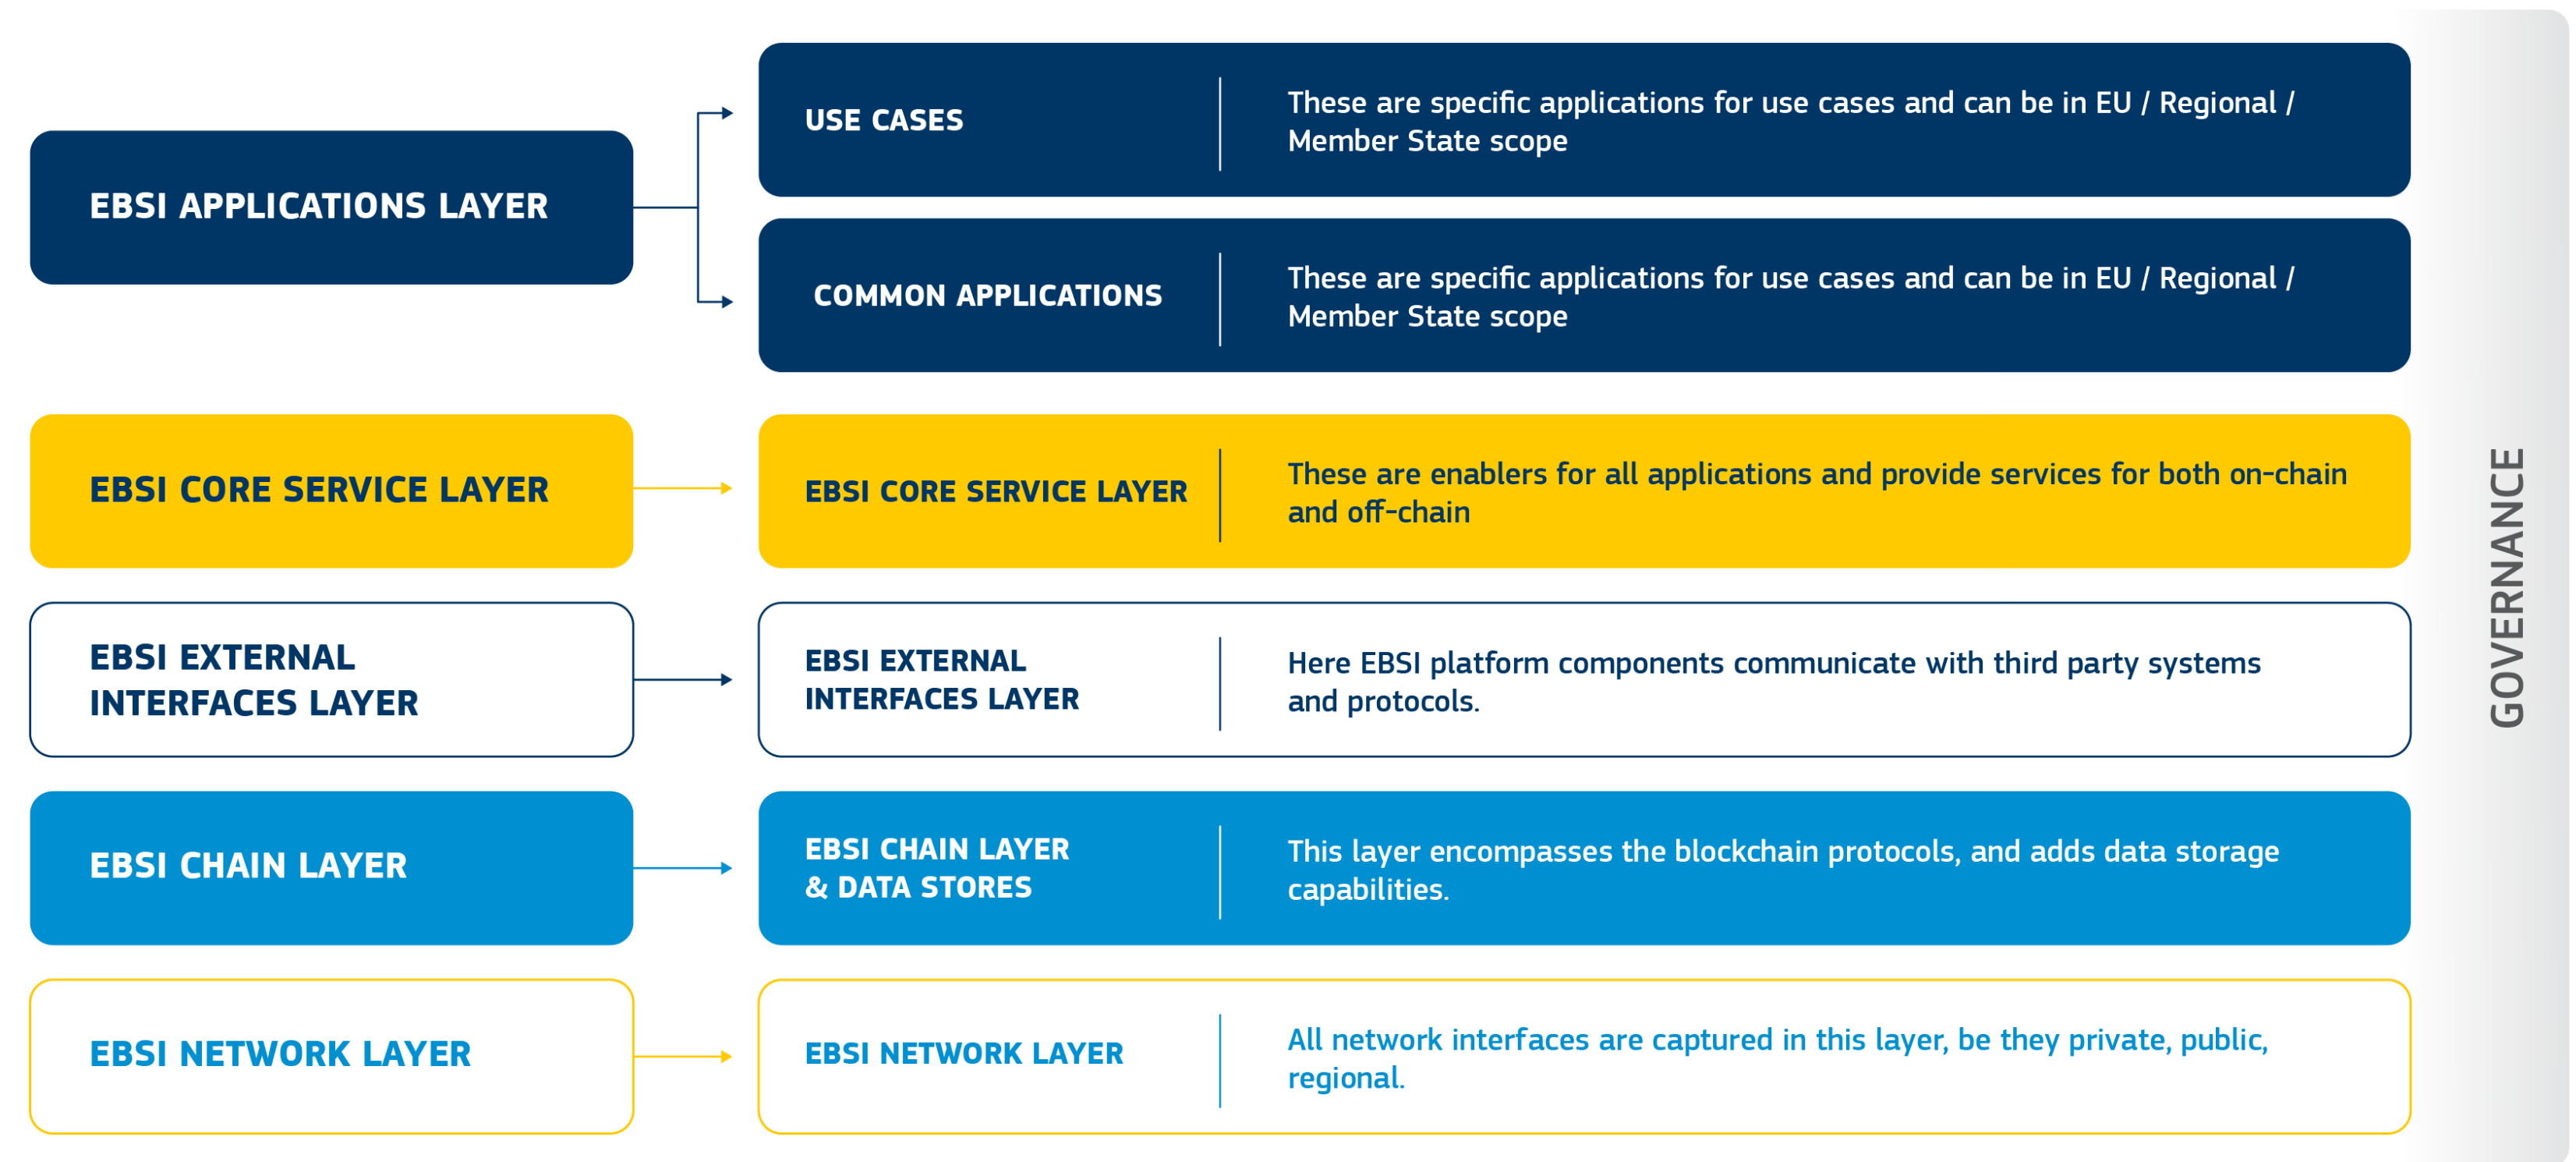 EBSI APPLICATIONS LAYER
USE CASES
These are specific applications for use cases and can be in EU / Regional /
Member State scope
COMMON APPLICATIONS
These are specific applications for use cases and can be in EU / Regional /
Member State scope
EBSI CORE SERVICE LAYER
EBSI CORE SERVICE LAYER
These are enablers for all applications and provide services for both on-chain
and off-chain
EBSI EXTERNAL
INTERFACES LAYER
EBSI EXTERNAL
INTERFACES LAYER
Here EBSI platform components communicate with third party systems
and protocols.
EBSI CHAIN LAYER
EBSI CHAIN LAYER
& DATA STORES
This layer encompasses the blockchain protocols, and adds data storage
capabilities.
EBSI NETWORK LAYER
EBSI NETWORK LAYER
All network interfaces are captured in this layer, be they private, public,
regional.
GOVERNANCE